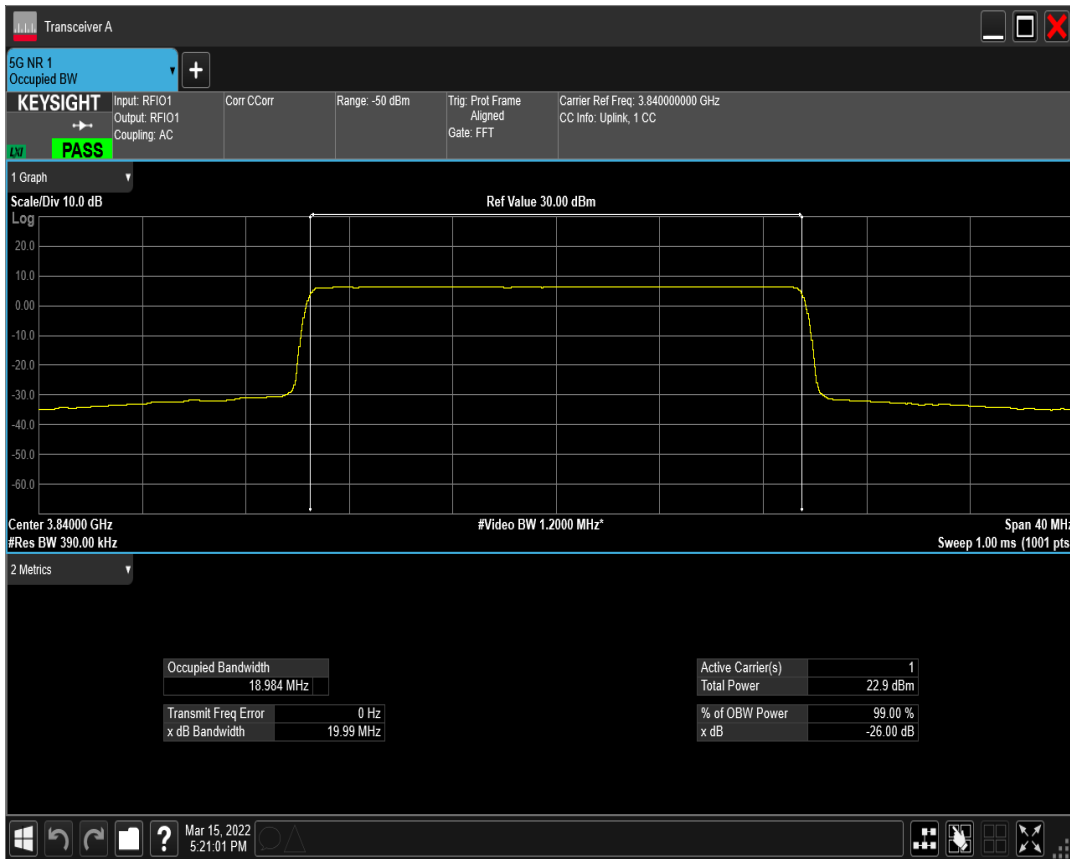 Transceiver A
5G NR 1
Occupied BW
+
KEYSIGHT
LXI
PASS
Input: RFIO1
Output: RFIO1
Coupling: AC
Corr CCorr
Range: -50 dBm
Trig: Prot Frame
Aligned
Gate: FFT
Carrier Ref Freq: 3.840000000 GHz
CC Info: Uplink, 1 CC
1 Graph
Scale/Div 10.0 dB
Ref Value 30.00 dBm
Log
20.0
10.0
0.00
-10.0
-20.0
-30.0
-40.0
-50.0
-60.0
Center 3.84000 GHz
#Video BW 1.2000 MHz*
Span 40 MHz
#Res BW 390.00 kHz
Sweep 1.00 ms (1001 pts
2 Metrics
Occupied Bandwidth
18.984 MHz
Transmit Freq Error 0 Hz
x dB Bandwidth 19.99 MHz
Active Carrier(s) 1
Total Power 22.9 dBm
% of OBW Power 99.00 %
x dB -26.00 dB
?
Mar 15, 2022
5:21:01 PM